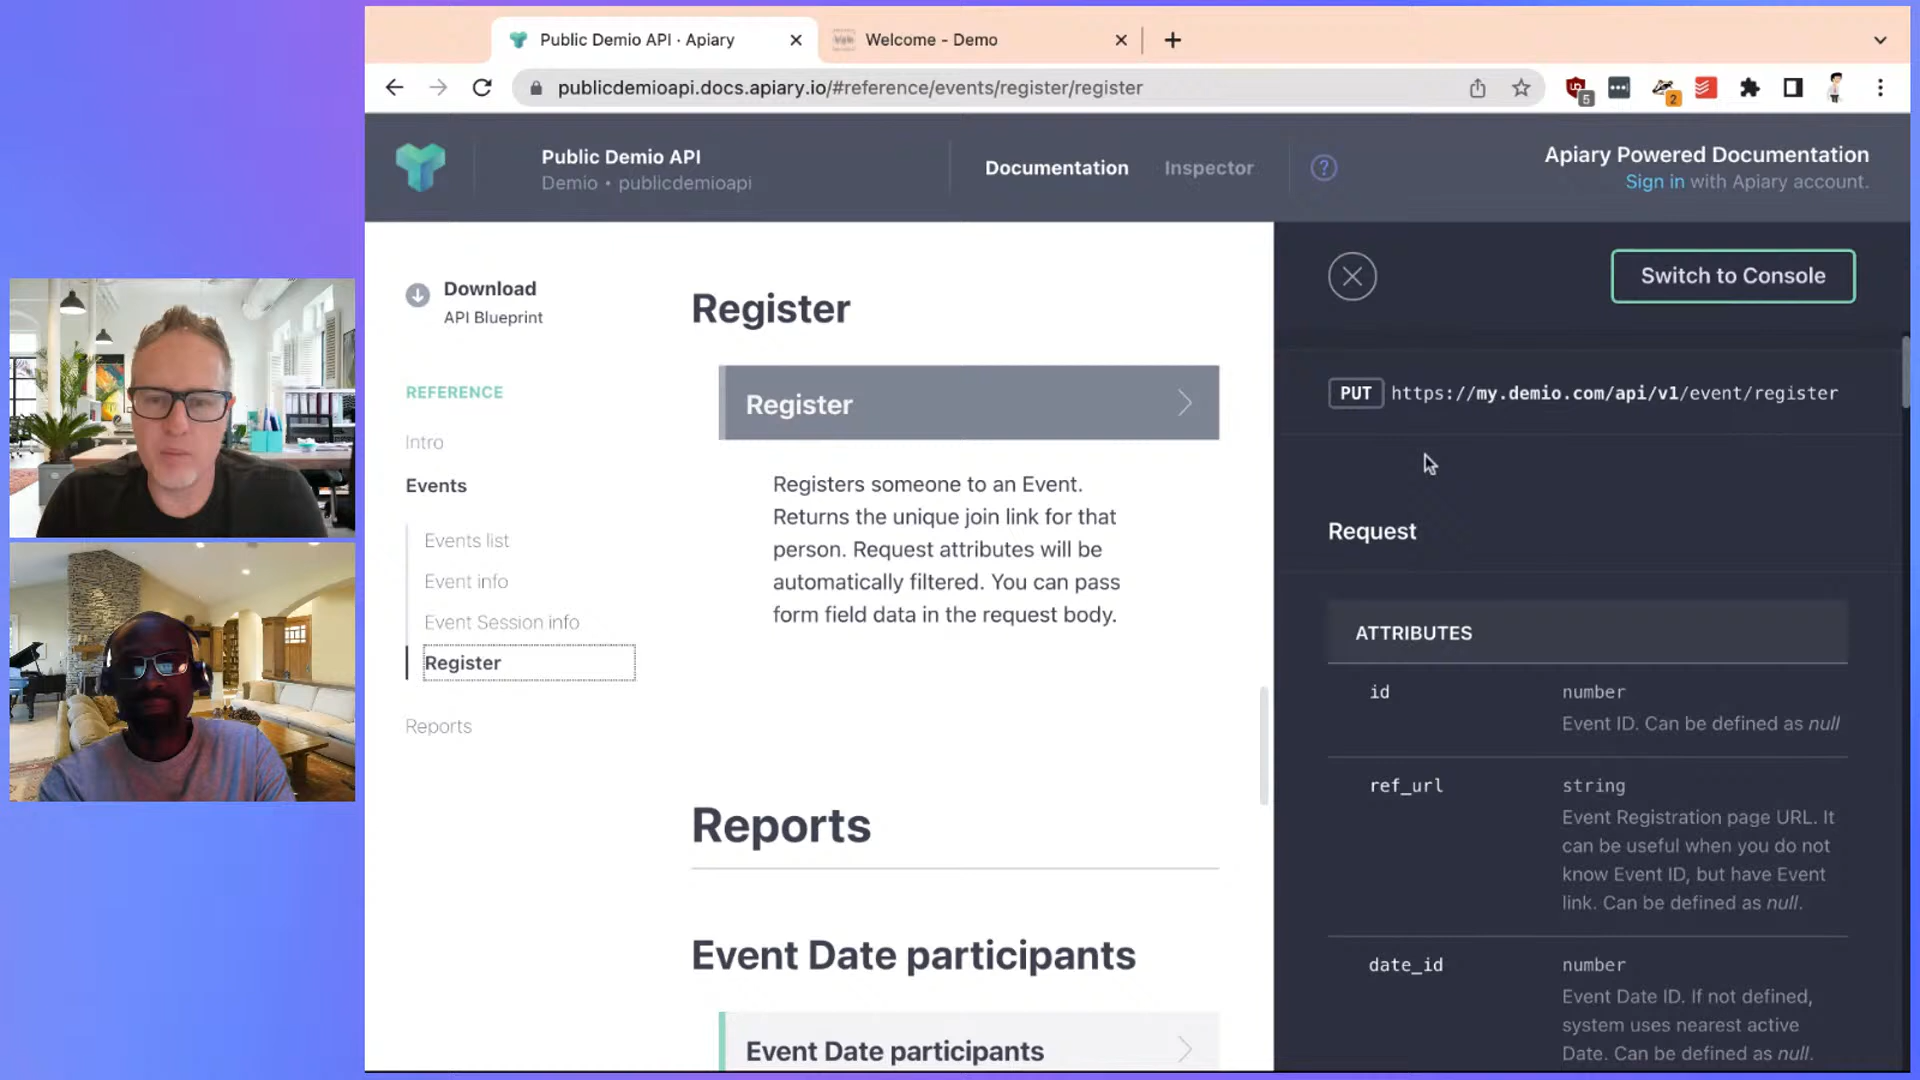 Public Demio API · Apiary
Welcome - Demo
publicdemioapi.docs.apiary.io/#reference/events/register/register
5
2
Public Demio API
Demio • publicdemioapi
Documentation
Inspector
?
Apiary Powered Documentation
Sign in with Apiary account.
Download
API Blueprint
REFERENCE
Intro
Events
Events list
Event info
Event Session info
Register
Reports
Register
Register
Registers someone to an Event.
Returns the unique join link for that
person. Request attributes will be
automatically filtered. You can pass
form field data in the request body.
Reports
Event Date participants
Event Date participants
Switch to Console
PUT https://my.demio.com/api/v1/event/register
Request
ATTRIBUTES
id number
Event ID. Can be defined as null
ref_url string
Event Registration page URL. It
can be useful when you do not
know Event ID, but have Event
link. Can be defined as null.
date_id number
Event Date ID. If not defined,
system uses nearest active
Date. Can be defined as null.